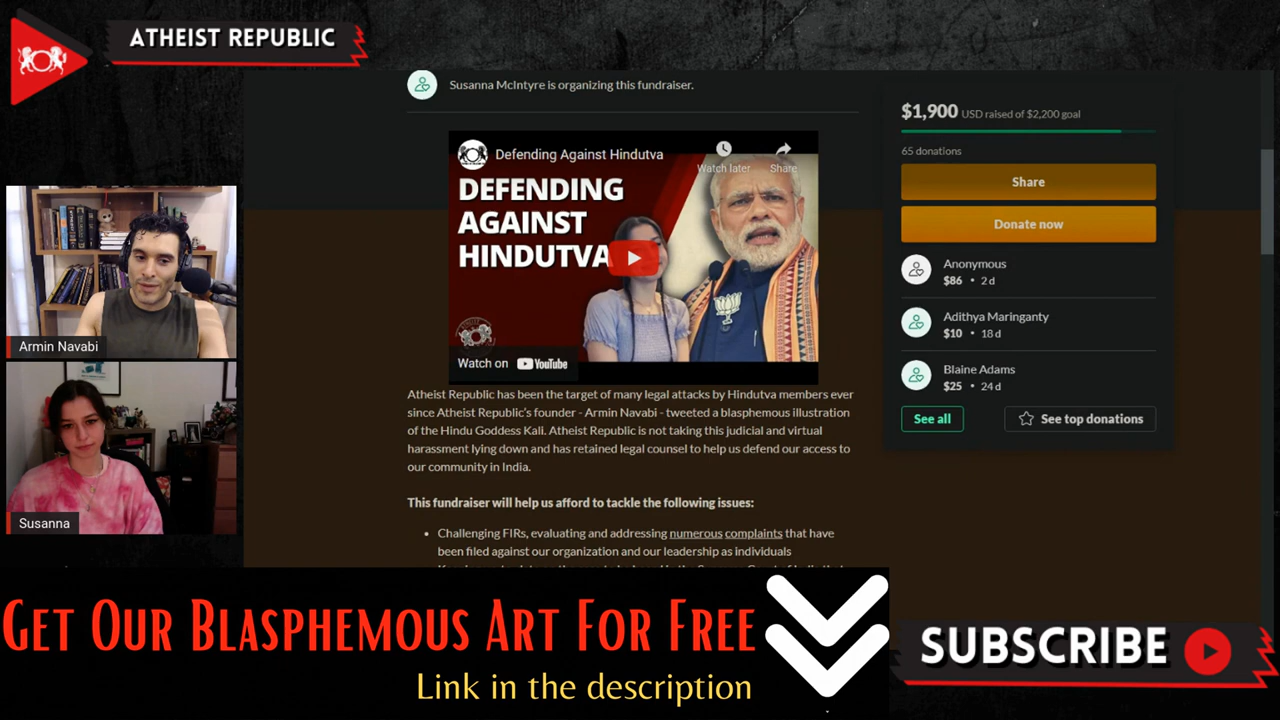 ATHEIST REPUBLIC
Susanna McIntyre is organizing this fundraiser.
Defending Against Hindutva
Watch later
Share
DEFENDING
AGAINST
HINDUTVA
Watch on YouTube
Atheist Republic has been the target of many legal attacks by Hindutva members ever
since Atheist Republic's founder - Armin Navabi - tweeted a blasphemous illustration
of the Hindu Goddess Kali. Atheist Republic is not taking this judicial and virtual
harassment lying down and has retained legal counsel to help us defend our access to
our community in India.
This fundraiser will help us afford to tackle the following issues:
• Challenging FIRs, evaluating and addressing numerous complaints that have
been filed against our organization and our leadership as individuals
$1,900 USD raised of $2,200 goal
65 donations
Share
Donate now
Anonymous
$86 • 2 d
Adithya Maringanty
$10 • 18 d
Blaine Adams
$25 • 24 d
See all
See top donations
Armin Navabi
Susanna
GET OUR BLASPHEMOUS ART FOR FREE
Link in the description
SUBSCRIBE